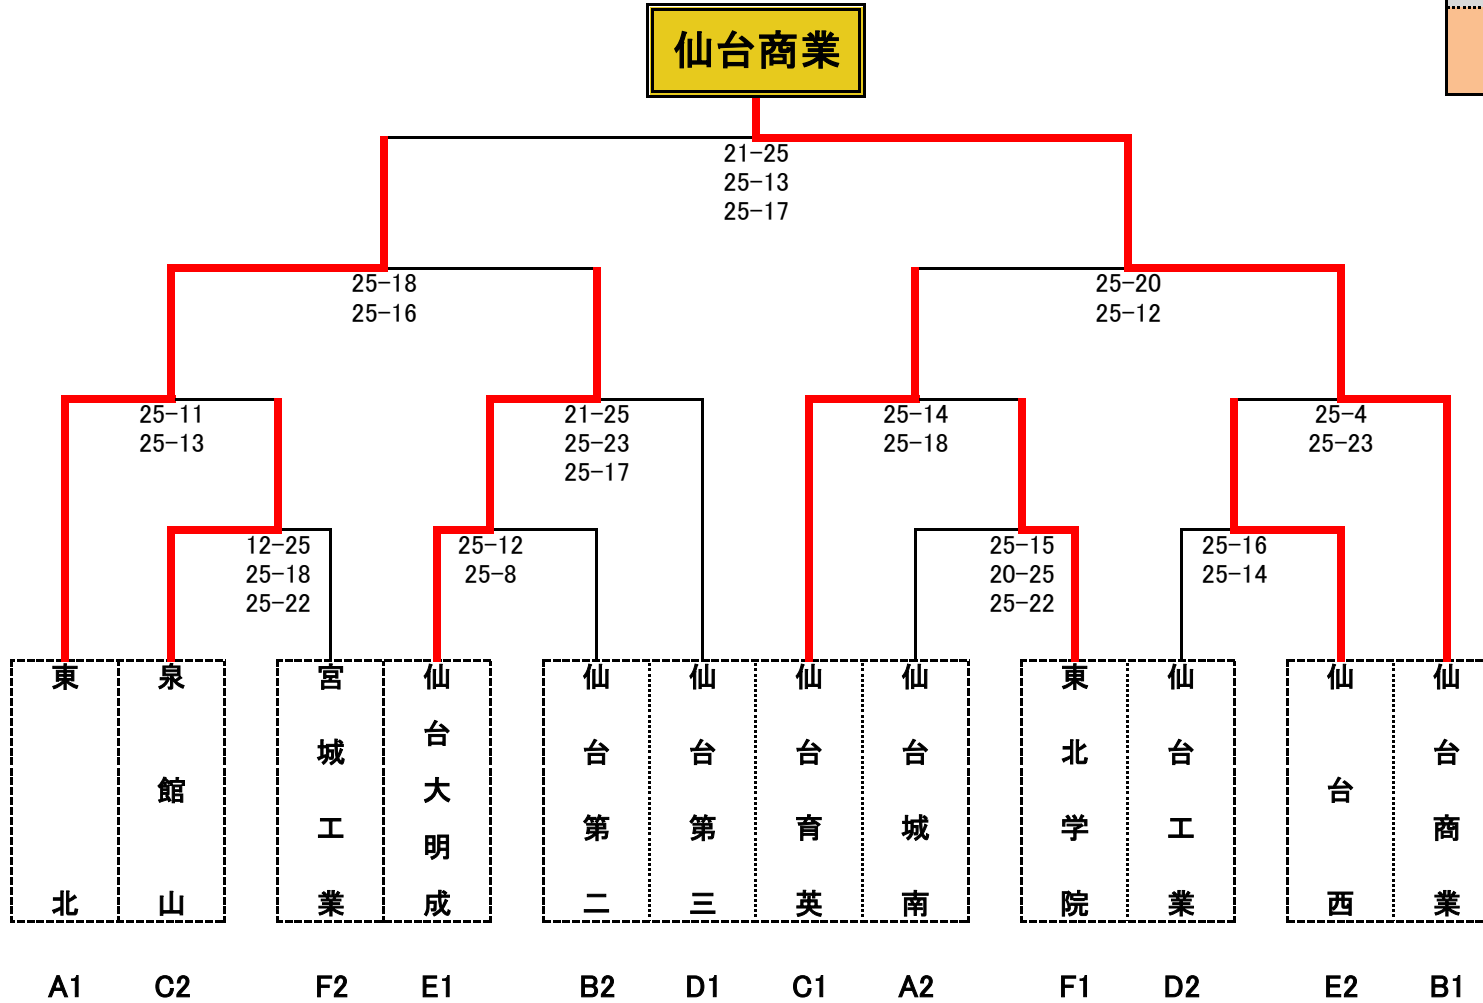 仙台商業
21-25
25-13
25-17
25-18
25-16
25-20
25-12
25-11
25-13
21-25
25-23
25-17
25-14
25-18
25-4
25-23
12-25
25-18
25-22
25-12
25-8
25-15
20-25
25-22
25-16
25-14
東北
泉館山
宮城工業
仙台大明成
仙台第二
仙台第三
仙台育英
仙台城南
東北学院
仙台工業
仙台西
仙台商業
A1 C2 F2 E1 B2 D1 C1 A2 F1 D2 E2 B1